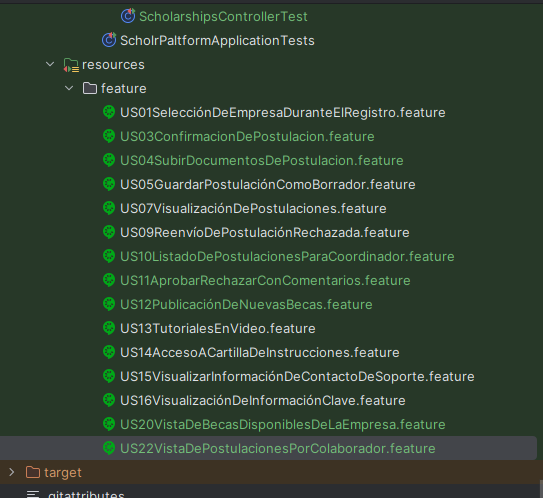 ScholarshipsControllerTest
ScholrPaltformApplicationTests
resources
feature
US01SelecciónDeEmpresaDuranteElRegistro.feature
US03ConfirmacionDePostulacion.feature
US04SubirDocumentosDePostulacion.feature
US05GuardarPostulaciónComoBorrador.feature
US07VisualizaciónDePostulaciones.feature
US09ReenvíoDePostulaciónRechazada.feature
US10ListadoDePostulacionesParaCoordinador.feature
US11AprobarRechazarConComentarios.feature
US12PublicaciónDeNuevasBecas.feature
US13TutorialesEnVideo.feature
US14AccesoACartillaDeInstrucciones.feature
US15VisualizarInformaciónDeContactoDeSoporte.feature
US16VisualizaciónDeInformaciónClave.feature
US20VistaDeBecasDisponiblesDeLaEmpresa.feature
US22VistaDePostulacionesPorColaborador.feature
target
.gitattributes